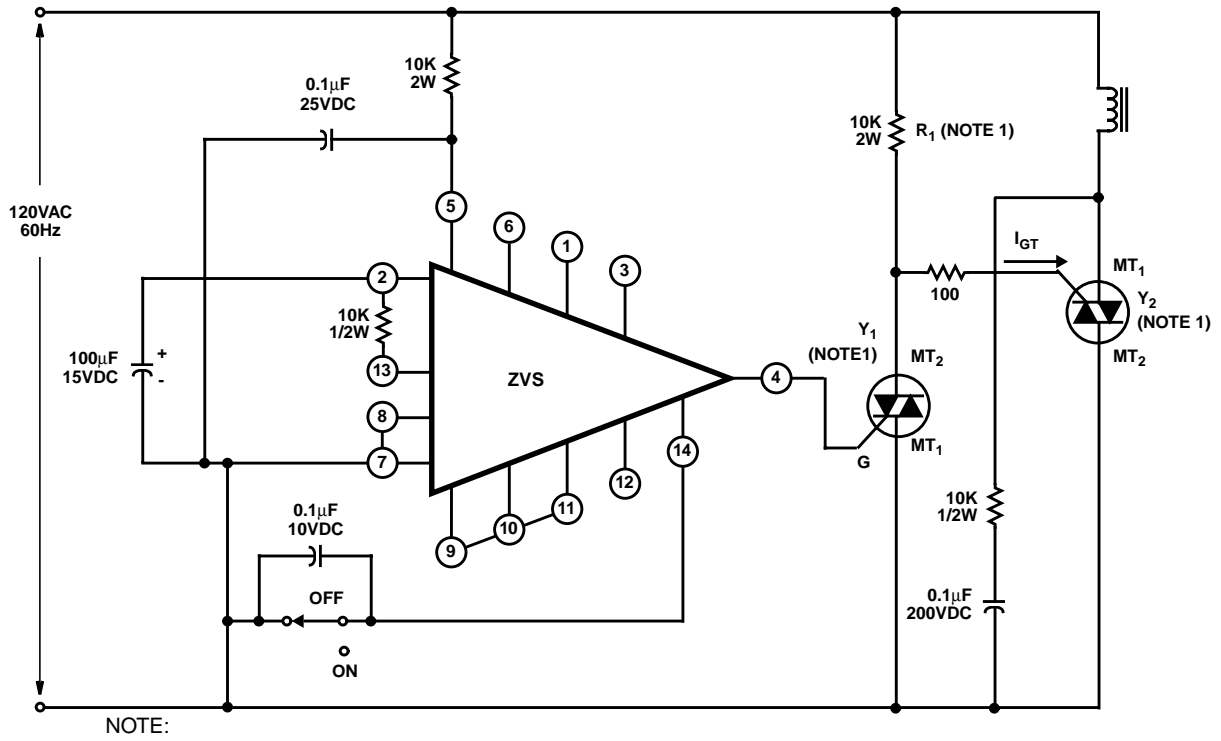 120VAC
60Hz
0.1μF
25VDC
10K
2W
10K
2W
R1 (NOTE 1)
5
6
1
3
2
10K
1/2W
13
100μF
15VDC
+
-
8
7
ZVS
4
14
12
11
10
9
0.1μF
10VDC
OFF
ON
100
IGT
Y1
(NOTE1)
MT2
MT1
G
MT1
Y2
(NOTE 1)
MT2
10K
1/2W
0.1μF
200VDC
NOTE: